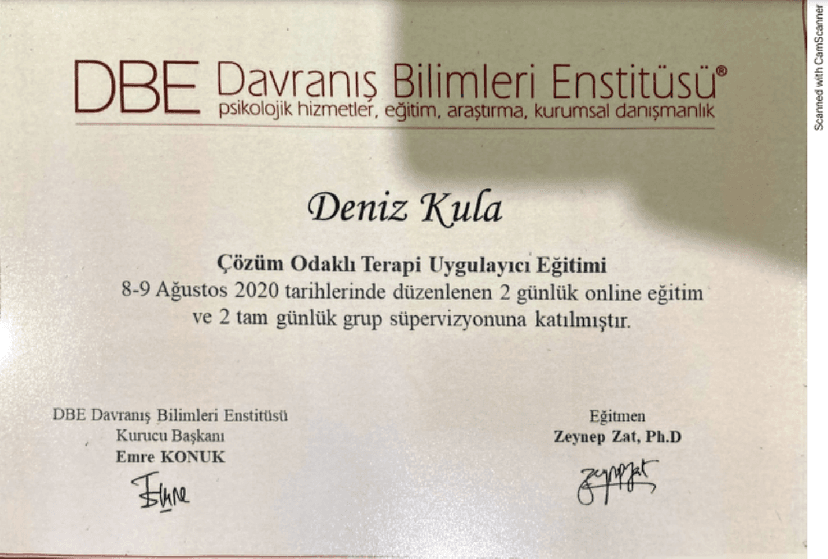 DBE Davranış Bilimleri Enstitüsü®
psikolojik hizmetler, eğitim, araştırma, kurumsal danışmanlık
Deniz Kula
Çözüm Odaklı Terapi Uygulayıcı Eğitimi
8-9 Ağustos 2020 tarihlerinde düzenlenen 2 günlük online eğitim
ve 2 tam günlük grup süpervizyonuna katılmıştır.
DBE Davranış Bilimleri Enstitüsü
Kurucu Başkanı
Emre KONUK
Emre
Eğitmen
Zeynep Zat, Ph.D
zeynepzat
Scanned with CamScanner